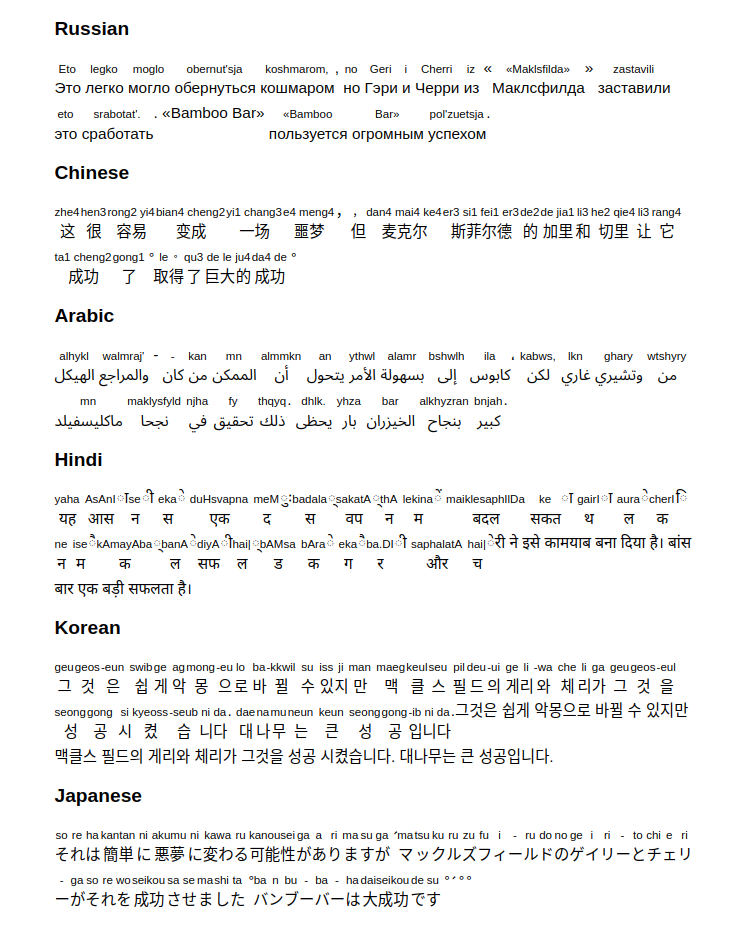 Russian
Eto legko moglo obernut'sja koshmarom, , no Geri i Cherri iz « «Maklsfilda» » zastavili
Это легко могло обернуться кошмаром но Гэри и Черри из Маклсфилда заставили
eto srabotat'. . «Bamboo Bar» «Bamboo Bar» pol'zuetsja .
это сработать пользуется огромным успехом
Chinese
zhe4 hen3 rong2 yi4 bian4 cheng2 yi1 chang3 e4 meng4 ， ， dan4 mai4 ke4 er3 si1 fei1 er3 de2 de jia1 li3 he2 qie4 li3 rang4
这 很 容易 变成 一场 噩梦 但 麦克尔 斯菲尔德 的 加里 和 切里 让 它
ta1 cheng2 gong1 ° le ° qu3 de le ju4 da4 de °
成功 了 取得 了 巨大的 成功
Arabic
alhykl walmraj' - - kan mn almmkn an ythwl alamr bshwlh ila ، kabws, lkn ghary wtshyry
الهيكل والمراجع كان من الممكن أن يتحول الأمر بسهولة إلى كابوس لكن غاري وتشيري من
mn maklysfyld njha fy thqyq. dhlk. yhza bar alkhyzran bnjah .
ماكليسفيلد نجحا في تحقيق ذلك يحظى بار الخيزران بنجاح كبير
Hindi
yaha AsAnI ाse ी eka े duHsvapna meM ुः badala ् sakatA ् thA lekina ें maiklesaphIlDa ke ा gairI ा aura े cherI ि
यह आस न स एक द स वप न म बदल सकत थ ल क
ne ise ै kAmayAba ् banA े diyA ी hai| ् bAMsa bAra े eka ै ba.DI ी saphalatA hai| ेरी ने इसे कामयाब बना दिया है। बांस
न म क ल सफ ल ड क ग र और च
बार एक बड़ी सफलता है।
Korean
geu geos-eun swib ge ag mong-eu lo ba-kkwil su iss ji man maeg keul seu pil deu-ui ge li-wa che li ga geu geos-eul
그 것 은 쉽 게 악 몽 으로 바 뀔 수 있지 만 맥 클 스 필드의 게리와 체 리가 그 것 을
seong gong si kyeoss-seub ni da. dae na mu neun keun seong gong-ib ni da.그것은 쉽게 악몽으로 바뀔 수 있지만
성 공 시 켰 습 니다 대나무 는 큰 성 공 입니다
맥클스 필드의 게리와 체리가 그것을 성공 시켰습니다. 대나무는 큰 성공입니다.
Japanese
so re ha kantan ni akumu ni kawa ru kanousei ga a ri ma su ga 、 ma tsu ku ru zu fu i - ru do no ge i ri - to chi e ri
それは 簡単 に 悪夢 に 変わる 可能性 がありますが マックルズフィールドのゲイリーとチェリ
- ga so re wo seikou sa se ma shi ta ° ba n bu - ba - ha daiseikou de su °、°°
ーがそれを 成功 させました バンブーバーは 大成功 です